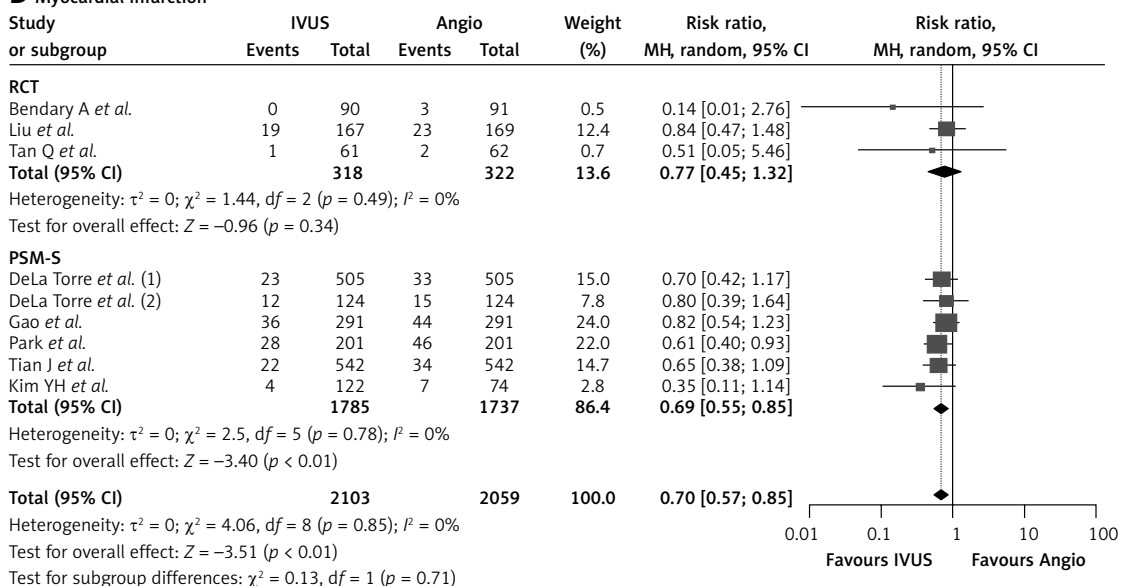 D Myocardial infarction
Study IVUS Angio Weight Risk ratio, Risk ratio,
or subgroup Events Total Events Total (%) MH, random, 95% CI MH, random, 95% CI
RCT
Bendary A et al. 0 90 3 91 0.5 0.14 [0.01; 2.76]
Liu et al. 19 167 23 169 12.4 0.84 [0.47; 1.48]
Tan Q et al. 1 61 2 62 0.7 0.51 [0.05; 5.46]
Total (95% CI) 318 322 13.6 0.77 [0.45; 1.32]
Heterogeneity: τ² = 0; χ² = 1.44, df = 2 (p = 0.49); I² = 0%
Test for overall effect: Z = –0.96 (p = 0.34)
PSM-S
DeLa Torre et al. (1) 23 505 33 505 15.0 0.70 [0.42; 1.17]
DeLa Torre et al. (2) 12 124 15 124 7.8 0.80 [0.39; 1.64]
Gao et al. 36 291 44 291 24.0 0.82 [0.54; 1.23]
Park et al. 28 201 46 201 22.0 0.61 [0.40; 0.93]
Tian J et al. 22 542 34 542 14.7 0.65 [0.38; 1.09]
Kim YH et al. 4 122 7 74 2.8 0.35 [0.11; 1.14]
Total (95% CI) 1785 1737 86.4 0.69 [0.55; 0.85]
Heterogeneity: τ² = 0; χ² = 2.5, df = 5 (p = 0.78); I² = 0%
Test for overall effect: Z = –3.40 (p < 0.01)
Total (95% CI) 2103 2059 100.0 0.70 [0.57; 0.85]
Heterogeneity: τ² = 0; χ² = 4.06, df = 8 (p = 0.85); I² = 0%
0.01 0.1 1 10 100
Test for overall effect: Z = –3.51 (p < 0.01)
Favours IVUS Favours Angio
Test for subgroup differences: χ² = 0.13, df = 1 (p = 0.71)